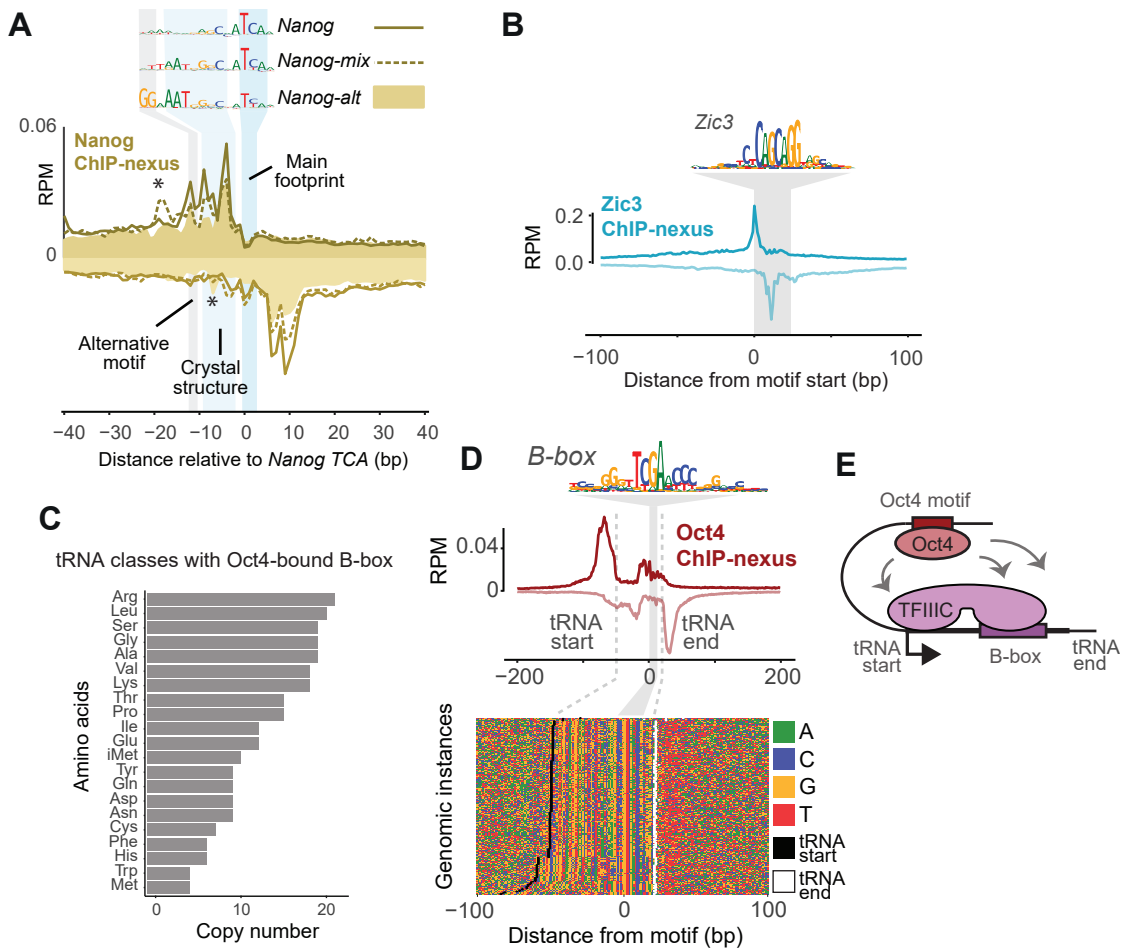 A
Nanog
Nanog-mix
Nanog-alt
0.06
Nanog
ChIP-nexus
Main
footprint
RPM
*
0
*
Alternative
motif
Crystal
structure
−40 −30 −20 −10 0 10 20 30 40
Distance relative to Nanog TCA (bp)
B
Zic3
Zic3
ChIP-nexus
RPM
0.2
0.0
−100 0 100
Distance from motif start (bp)
C
tRNA classes with Oct4-bound B-box
Amino acids
Arg
Leu
Ser
Gly
Ala
Val
Lys
Thr
Pro
Ile
Glu
iMet
Tyr
Gln
Asp
Asn
Cys
Phe
His
Trp
Met
0 10 20
Copy number
D
B-box
Oct4
ChIP-nexus
RPM
0.04
0
tRNA
start
tRNA
end
−200 0 200
Genomic instances
A
C
G
T
tRNA
start
tRNA
end
−100 0 100
Distance from motif (bp)
E
Oct4 motif
Oct4
TFIIIC
tRNA
start
B-box
tRNA
end